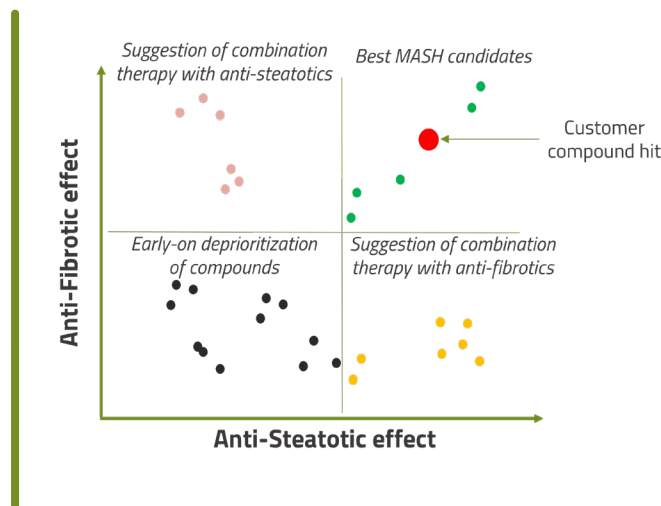 Suggestion of combination
therapy with anti-steatotics
Best MASH candidates
Customer
compound hit
Anti-Fibrotic effect
Early-on deprioritization
of compounds
Suggestion of combination
therapy with anti-fibrotics
Anti-Steatotic effect